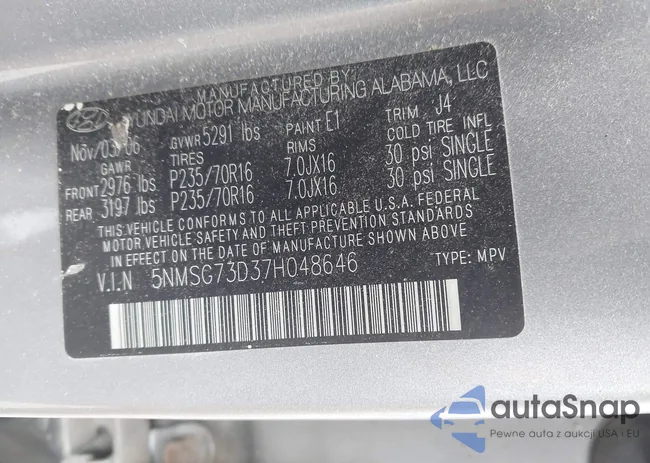 MANUFACTURED BY
HYUNDAI MOTOR MANUFACTURING ALABAMA, LLC
Nov/03/06 GVWR 5291 lbs PAINT E1 TRIM J4
GAWR TIRES RIMS COLD TIRE INFL
FRONT 2976 lbs P235/70R16 7.0JX16 30 psi SINGLE
REAR 3197 lbs P235/70R16 7.0JX16 30 psi SINGLE
THIS VEHICLE CONFORMS TO ALL APPLICABLE U.S.A. FEDERAL
MOTOR VEHICLE SAFETY AND THEFT PREVENTION STANDARDS
IN EFFECT ON THE DATE OF MANUFACTURE SHOWN ABOVE
V.I.N 5NMSG73D37H048646 TYPE: MPV
autaSnap
Pewne auta z aukcji USA i EU